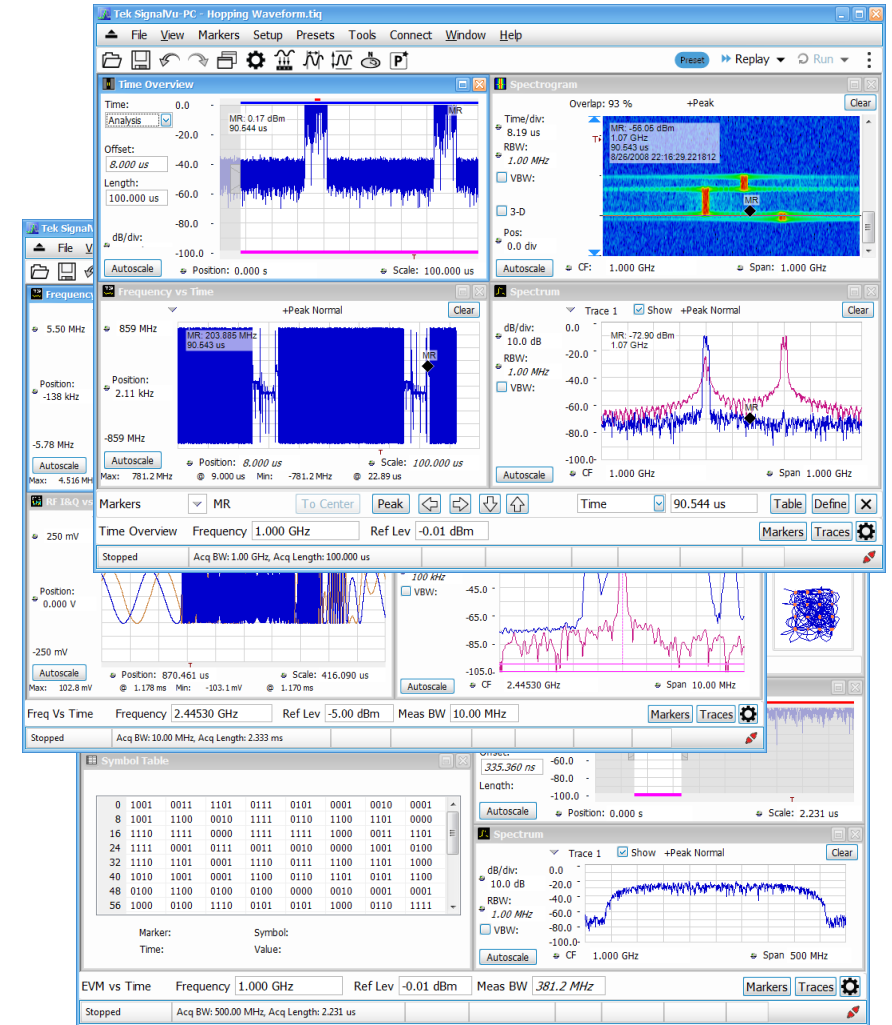 Tek SignalVu-PC - Hopping Waveform.tiq
File View Markers Setup Presets Tools Connect Window Help
Preset Replay Run
Time Overview
Time:
Analysis
Offset:
8.000 us
Length:
100.000 us
dB/div:
Autoscale
0.0
-20.0
-40.0
-60.0
-80.0
-100.0
MR: 0.17 dBm
90.544 us
MR
T
Position: 0.000 s
Scale: 100.000 us
Spectrogram
Overlap: 93 %
+Peak
Clear
Time/div:
8.19 us
RBW:
1.00 MHz
VBW:
3-D
Pos:
0.0 div
Autoscale
T
MR: -56.05 dBm
1.07 GHz
90.543 us
8/26/2008 22:18:29.221812
MR
CF: 1.000 GHz
Span: 1.000 GHz
Frequency vs Time
+Peak Normal
Clear
859 MHz
Position:
2.11 kHz
-859 MHz
Autoscale
MR: 203.885 MHz
90.543 us
MR
T
Position: 8.000 us
Scale: 100.000 us
Max: 781.2 MHz @ 9.000 us Min: -781.2 MHz @ 22.89 us
Spectrum
Trace 1 Show +Peak Normal
Clear
dB/div:
10.0 dB
RBW:
1.00 MHz
VBW:
Autoscale
0.0
-20.0
-40.0
-60.0
-80.0
-100.0
MR: -72.90 dBm
1.07 GHz
MR
CF 1.000 GHz
Span 1.000 GHz
Markers MR To Center Peak Time 90.544 us Table Define
Time Overview Frequency 1.000 GHz Ref Lev -0.01 dBm Markers Traces
Stopped Acq BW: 1.00 GHz, Acq Length: 100.000 us
Tek
File
Frequency
5.50 MHz
Position:
-138 kHz
-5.78 MHz
Autoscale
Max: 4.516
RF I&Q vs
250 mV
Position:
0.000 V
-250 mV
Autoscale
T
Position: 870.461 us
Scale: 416.090 us
Max: 102.8 mV @ 1.178 ms Min: -103.1 mV @ 1.170 ms
100 kHz
VBW:
Autoscale
-45.0
-65.0
-85.0
-105.0
CF 2.44530 GHz
Span 10.00 MHz
Freq Vs Time Frequency 2.44530 GHz Ref Lev -5.00 dBm Meas BW 10.00 MHz Markers Traces
Stopped Acq BW: 10.00 MHz, Acq Length: 2.333 ms
Symbol Table
0 1001 0011 1101 0111 0101 0001 0010 0001
8 1001 1100 0010 1111 0110 1100 1101 0000
16 1110 1111 0000 1111 1111 1000 0011 1101
24 1111 0001 0111 0011 0010 0000 1001 0100
32 1110 1101 0001 1110 0111 1100 1101 1000
40 1010 1001 0001 1100 0110 1101 0101 1100
48 0100 1100 0100 0100 0000 0010 0001 0001
56 1000 0100 1110 0101 0101 1000 0110 1111
Marker: Symbol:
Time: Value:
335.360 ns
Length:
Autoscale
-60.0
-80.0
-100.0
T
Position: 0.000 s
Scale: 2.231 us
Spectrum
Trace 1 Show +Peak Normal
Clear
dB/div:
10.0 dB
RBW:
1.00 MHz
VBW:
Autoscale
0.0
-20.0
-40.0
-60.0
-80.0
-100.0
CF 1.000 GHz
Span 500 MHz
EVM vs Time Frequency 1.000 GHz Ref Lev -0.01 dBm Meas BW 381.2 MHz Markers Traces
Stopped Acq BW: 500.00 MHz, Acq Length: 2.231 us